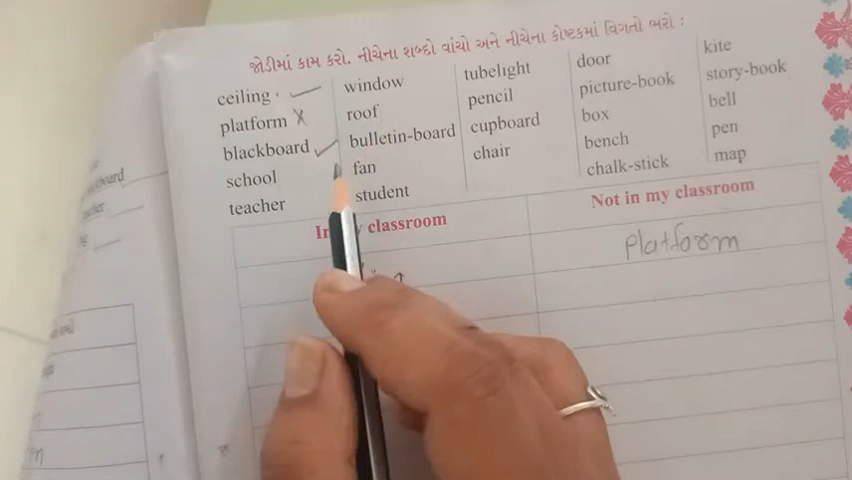 જોડીમાં કામ કરો. નીચેના શબ્દો વાંચો અને નીચેના કોષ્ટકમાં વિગતો ભરો :
ceiling window tubelight door kite
platform roof pencil picture-book story-book
blackboard bulletin-board cupboard box bell
school fan chair bench pen
teacher student chalk-stick map
In classroom Not in my classroom
Platform